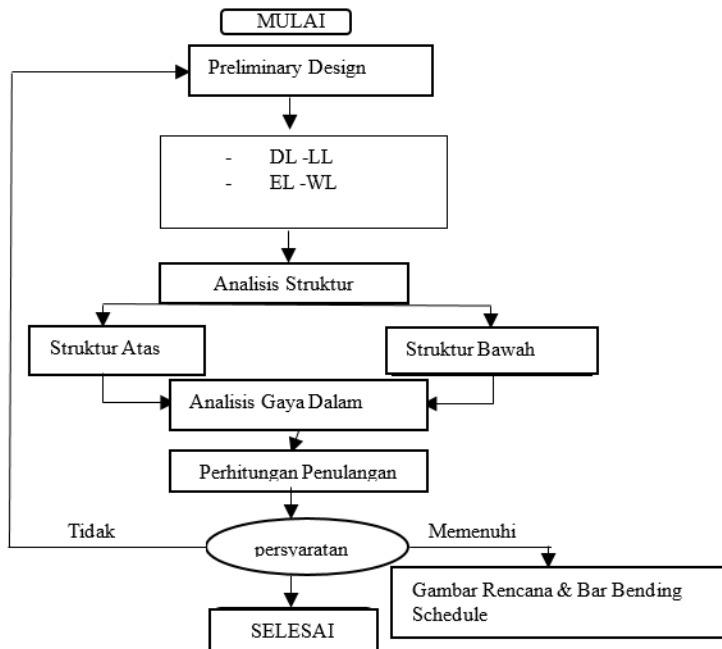 MULAI
Preliminary Design
- DL -LL
- EL -WL
Analisis Struktur
Struktur Atas
Struktur Bawah
Analisis Gaya Dalam
Perhitungan Penulangan
Tidak
persyaratan
Memenuhi
Gambar Rencana & Bar Bending
Schedule
SELESAI